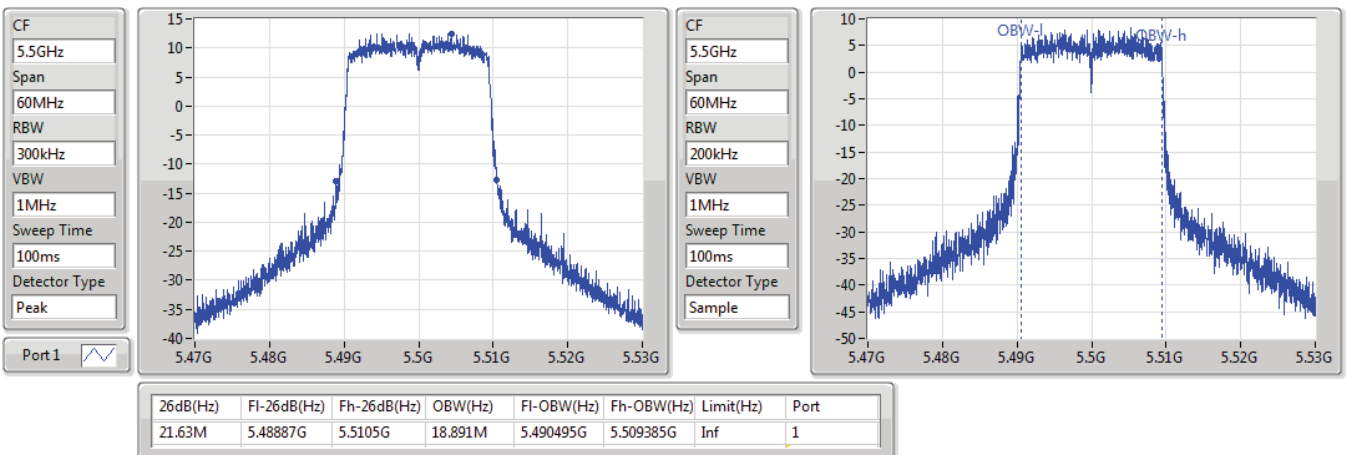 CF
5.5GHz
Span
60MHz
RBW
300kHz
VBW
1MHz
Sweep Time
100ms
Detector Type
Peak
Port 1
15
10
5
0
-5
-10
-15
-20
-25
-30
-35
-40
5.47G 5.48G 5.49G 5.5G 5.51G 5.52G 5.53G
CF
5.5GHz
Span
60MHz
RBW
200kHz
VBW
1MHz
Sweep Time
100ms
Detector Type
Sample
OBW-l OBW-h
10
5
0
-5
-10
-15
-20
-25
-30
-35
-40
-45
-50
5.47G 5.48G 5.49G 5.5G 5.51G 5.52G 5.53G
26dB(Hz) Fl-26dB(Hz) Fh-26dB(Hz) OBW(Hz) Fl-OBW(Hz) Fh-OBW(Hz) Limit(Hz) Port
21.63M 5.48887G 5.5105G 18.891M 5.490495G 5.509385G Inf 1